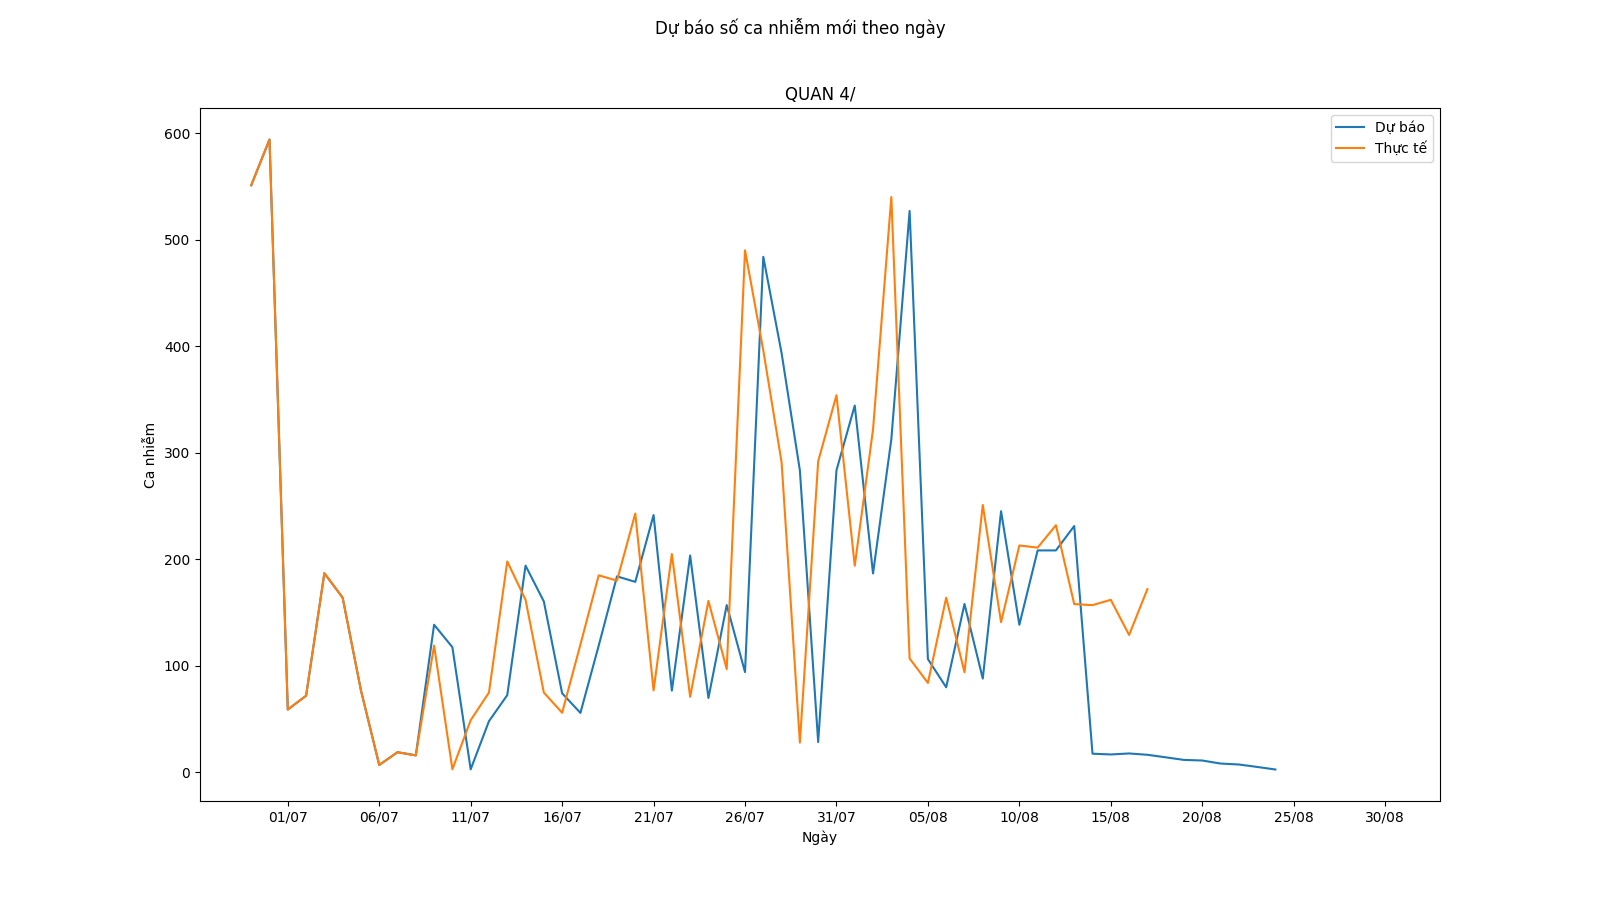 Dự báo số ca nhiễm mới theo ngày
QUAN 4/
Dự báo
Thực tế
600
500
400
300
200
100
0
Ca nhiễm
01/07 06/07 11/07 16/07 21/07 26/07 31/07 05/08 10/08 15/08 20/08 25/08 30/08
Ngày